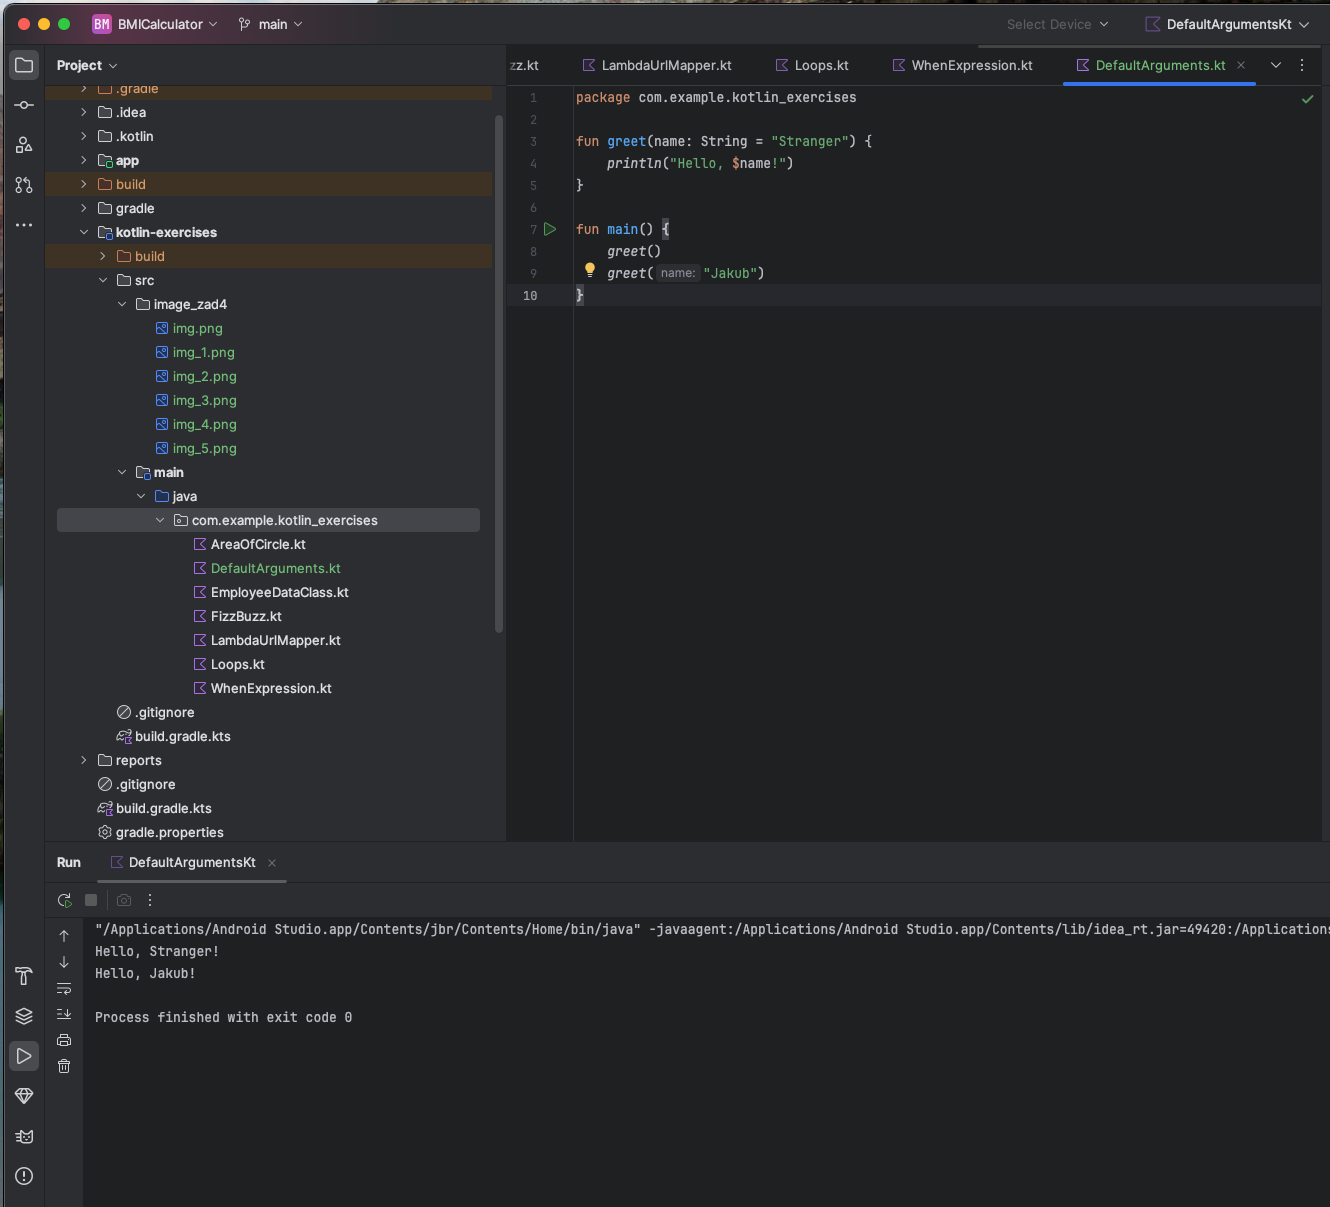 BM BMICalculator main Select Device DefaultArgumentsKt
Project
.gradle
.idea
.kotlin
app
build
gradle
kotlin-exercises
build
src
image_zad4
img.png
img_1.png
img_2.png
img_3.png
img_4.png
img_5.png
main
java
com.example.kotlin_exercises
AreaOfCircle.kt
DefaultArguments.kt
EmployeeDataClass.kt
FizzBuzz.kt
LambdaUrlMapper.kt
Loops.kt
WhenExpression.kt
.gitignore
build.gradle.kts
reports
.gitignore
build.gradle.kts
gradle.properties
zz.kt LambdaUrlMapper.kt Loops.kt WhenExpression.kt DefaultArguments.kt
1 package com.example.kotlin_exercises
2
3 fun greet(name: String = "Stranger") {
4 println("Hello, $name!")
5 }
6
7 fun main() {
8 greet()
9 greet( name: "Jakub")
10 }
Run DefaultArgumentsKt
"/Applications/Android Studio.app/Contents/jbr/Contents/Home/bin/java" -javaagent:/Applications/Android Studio.app/Contents/lib/idea_rt.jar=49420:/Applications
Hello, Stranger!
Hello, Jakub!
Process finished with exit code 0